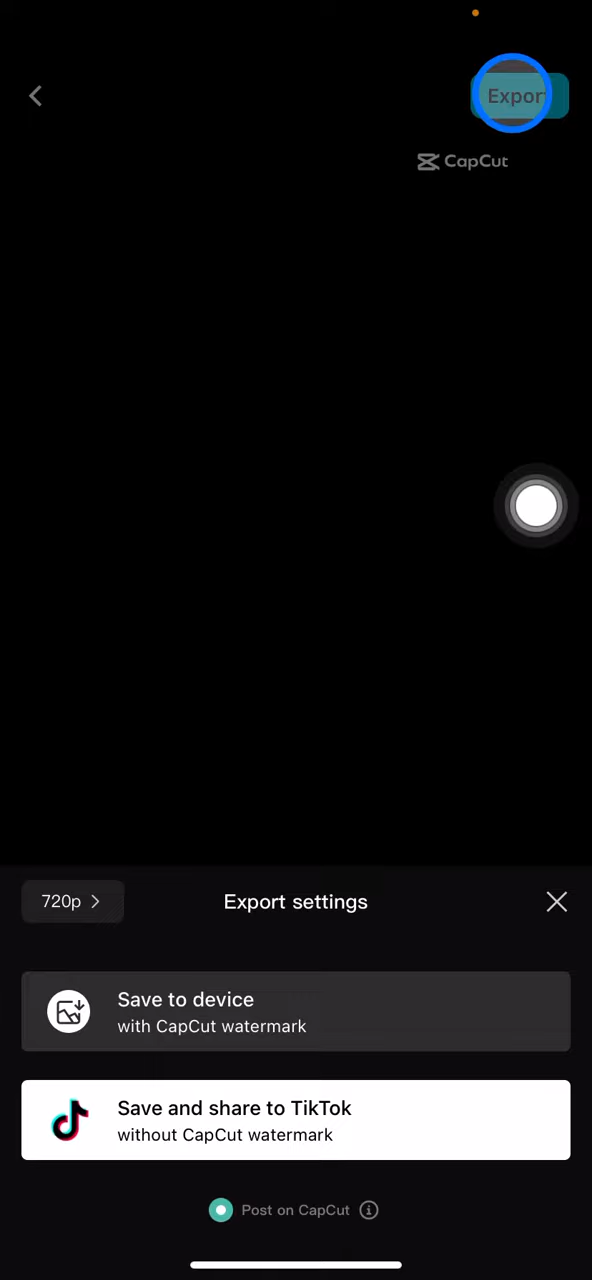 Export
CapCut
720p
Export settings
Save to device
with CapCut watermark
Save and share to TikTok
without CapCut watermark
Post on CapCut